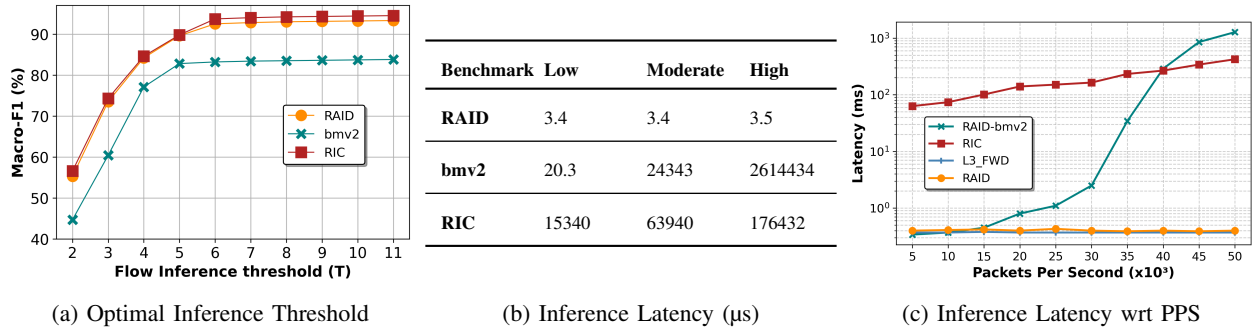 Macro-F1 (%)
90
80
70
60
50
40
RAID
bmv2
RIC
2 3 4 5 6 7 8 9 10 11
Flow Inference threshold (T)
(a) Optimal Inference Threshold
Benchmark Low Moderate High
RAID 3.4 3.4 3.5
bmv2 20.3 24343 2614434
RIC 15340 63940 176432
(b) Inference Latency (µs)
Latency (ms)
10³
10²
10¹
10⁰
RAID-bmv2
RIC
L3_FWD
RAID
5 10 15 20 25 30 35 40 45 50
Packets Per Second (x10³)
(c) Inference Latency wrt PPS